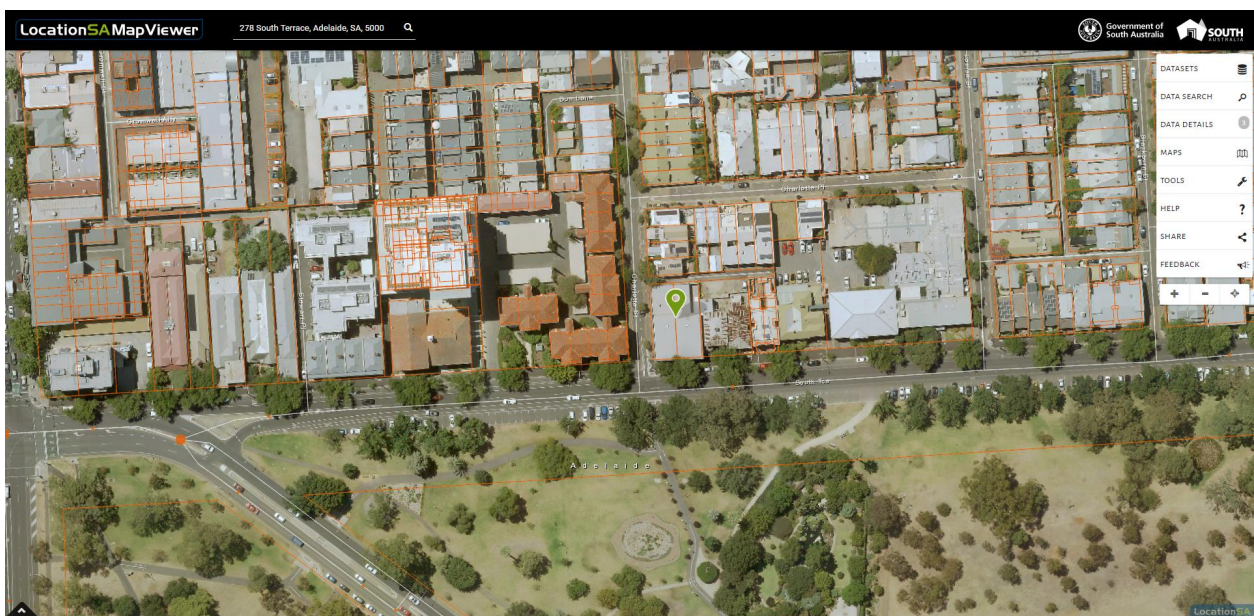 LocationSA MapViewer
278 South Terrace, Adelaide, SA, 5000
Government of
South Australia
SOUTH
AUSTRALIA
DATASETS
DATA SEARCH
DATA DETAILS
MAPS
TOOLS
HELP
?
SHARE
FEEDBACK
+ -
Charlotte Pl
Charlotte Pl
South Tce
Adelaide
LocationSA